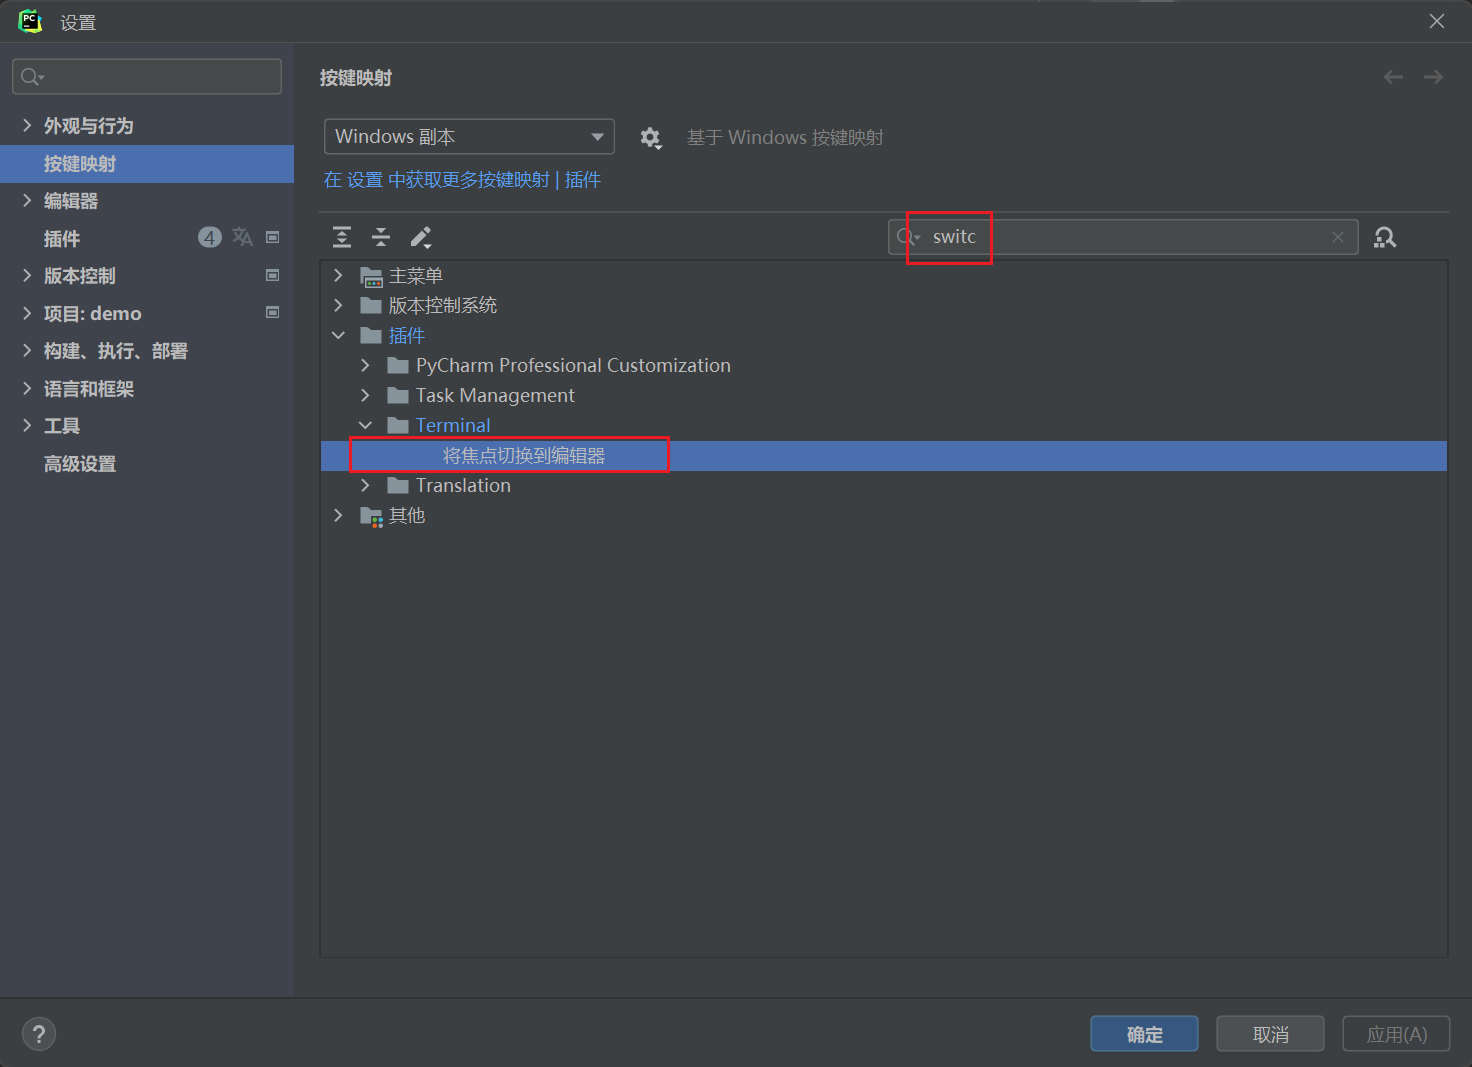 PC
设置
外观与行为
按键映射
编辑器
插件 4
版本控制
项目: demo
构建、执行、部署
语言和框架
工具
高级设置
按键映射
Windows 副本 基于 Windows 按键映射
在 设置 中获取更多按键映射 | 插件
switc
主菜单
版本控制系统
插件
PyCharm Professional Customization
Task Management
Terminal
将焦点切换到编辑器
Translation
其他
? 确定 取消 应用(A)